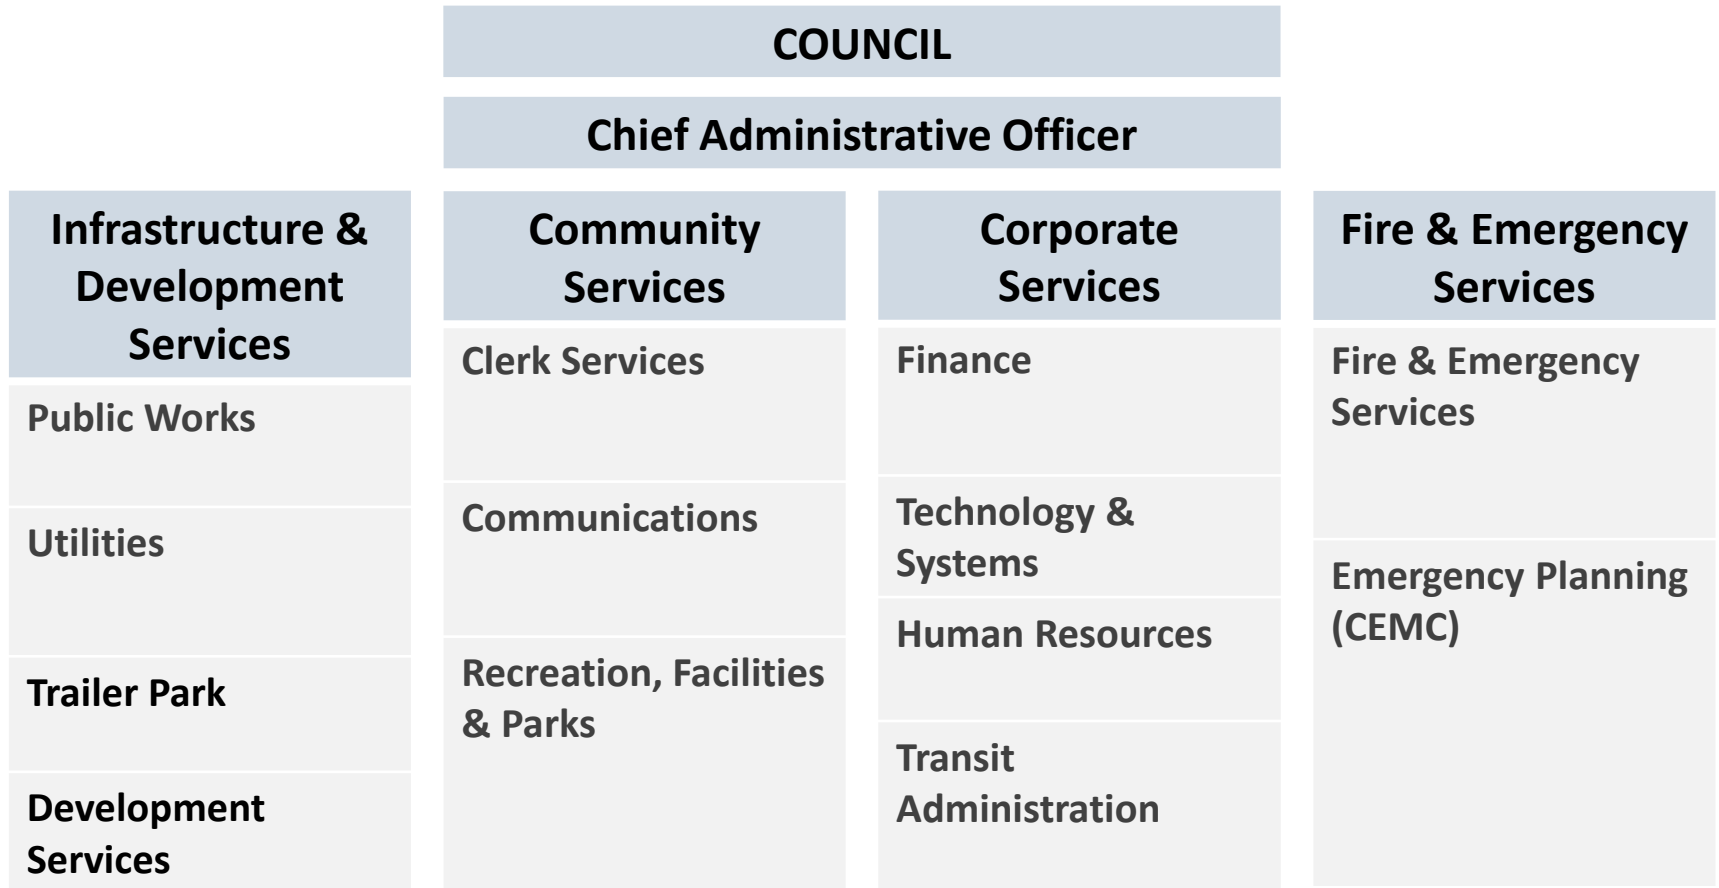 COUNCIL
Chief Administrative Officer
Infrastructure &
Development
Services
Public Works
Utilities
Trailer Park
Development
Services
Community
Services
Clerk Services
Communications
Recreation, Facilities
& Parks
Corporate
Services
Finance
Technology &
Systems
Human Resources
Transit
Administration
Fire & Emergency
Services
Fire & Emergency
Services
Emergency Planning
(CEMC)